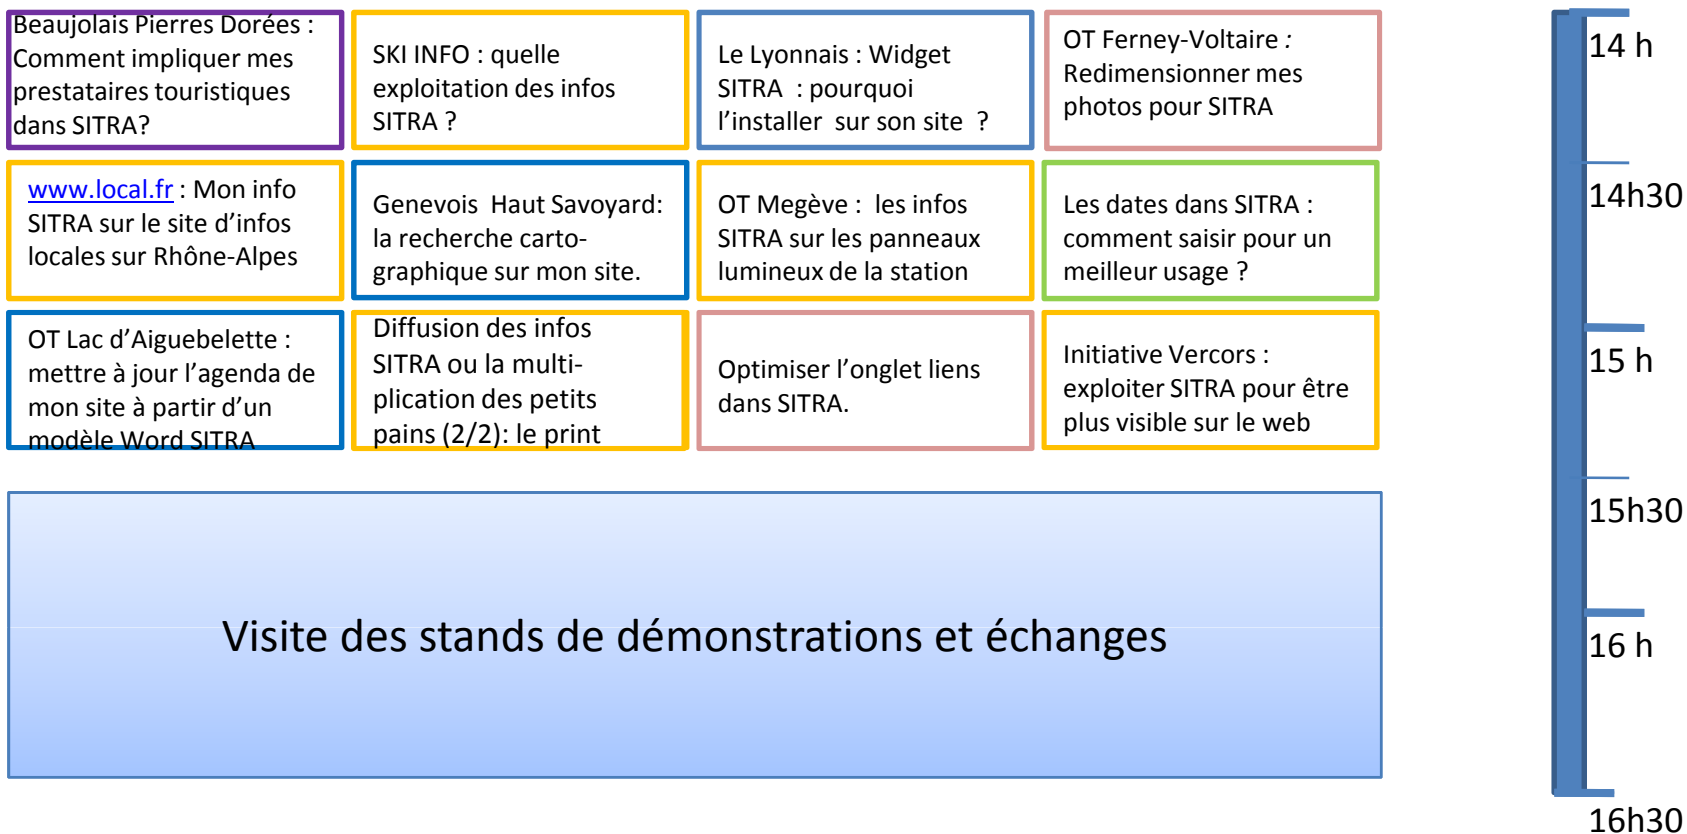 Beaujolais Pierres Dorées :
Comment impliquer mes
prestataires touristiques
dans SITRA?
SKI INFO : quelle
exploitation des infos
SITRA ?
Le Lyonnais : Widget
SITRA : pourquoi
l’installer sur son site ?
OT Ferney-Voltaire :
Redimensionner mes
photos pour SITRA
14 h
www.local.fr : Mon info
SITRA sur le site d’infos
locales sur Rhône-Alpes
Genevois Haut Savoyard:
la recherche carto-
graphique sur mon site.
OT Megève : les infos
SITRA sur les panneaux
lumineux de la station
Les dates dans SITRA :
comment saisir pour un
meilleur usage ?
14h30
OT Lac d’Aiguebelette :
mettre à jour l’agenda de
mon site à partir d’un
modèle Word SITRA
Diffusion des infos
SITRA ou la multi-
plication des petits
pains (2/2): le print
Optimiser l’onglet liens
dans SITRA.
Initiative Vercors :
exploiter SITRA pour être
plus visible sur le web
15 h
15h30
Visite des stands de démonstrations et échanges
16 h
16h30